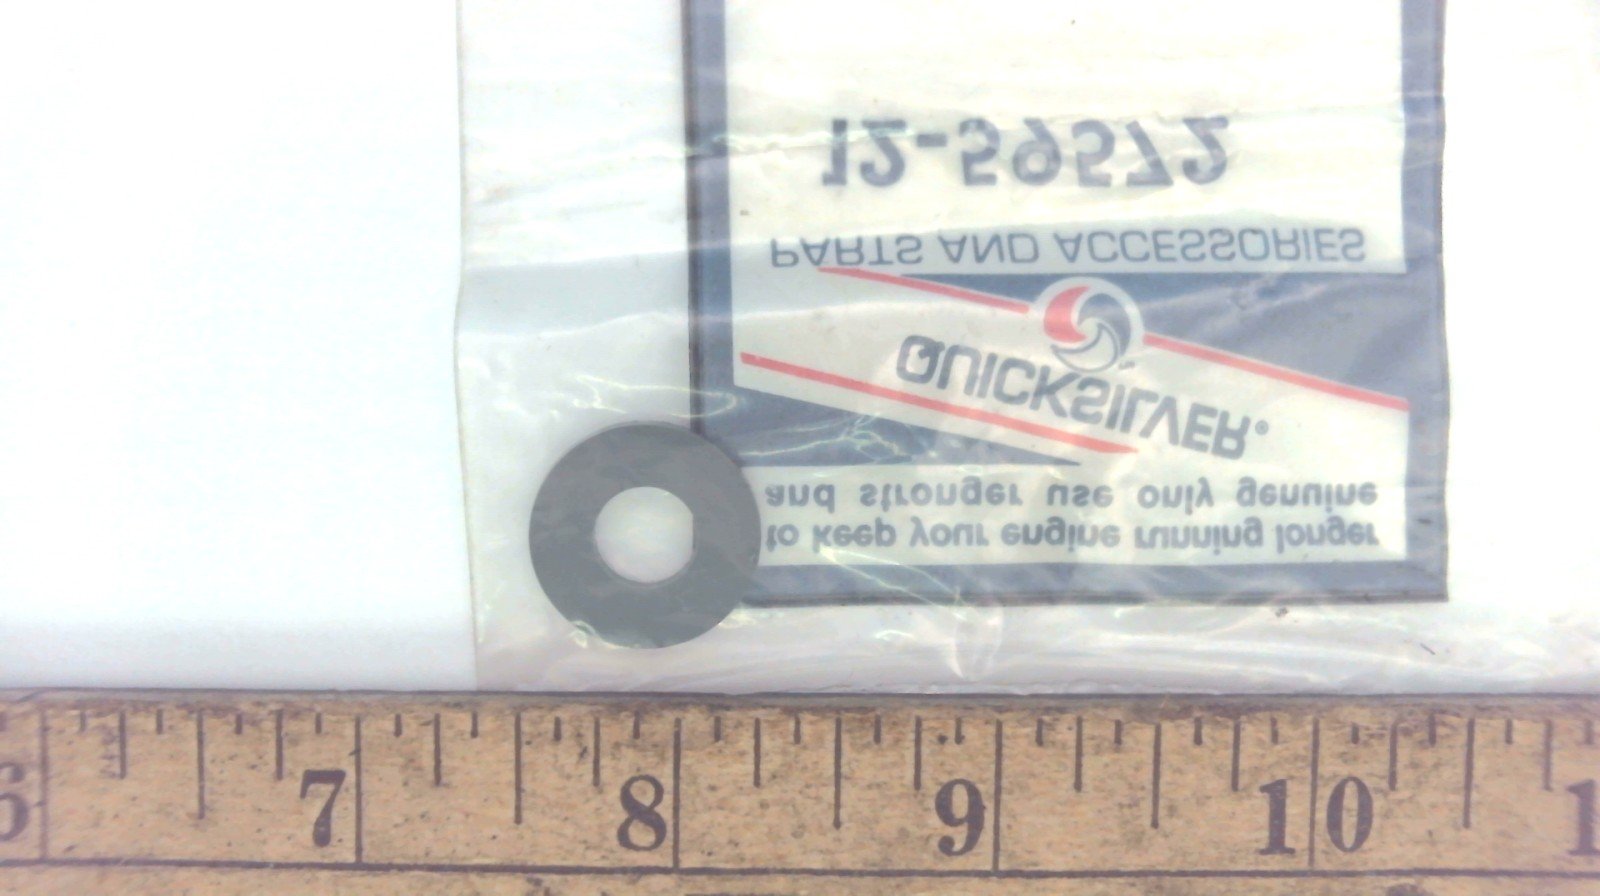 12-59572
PARTS AND ACCESSORIES
QUICKSILVER®
to keep your engine running longer
and stronger use only genuine
6 7 8 9 10 1